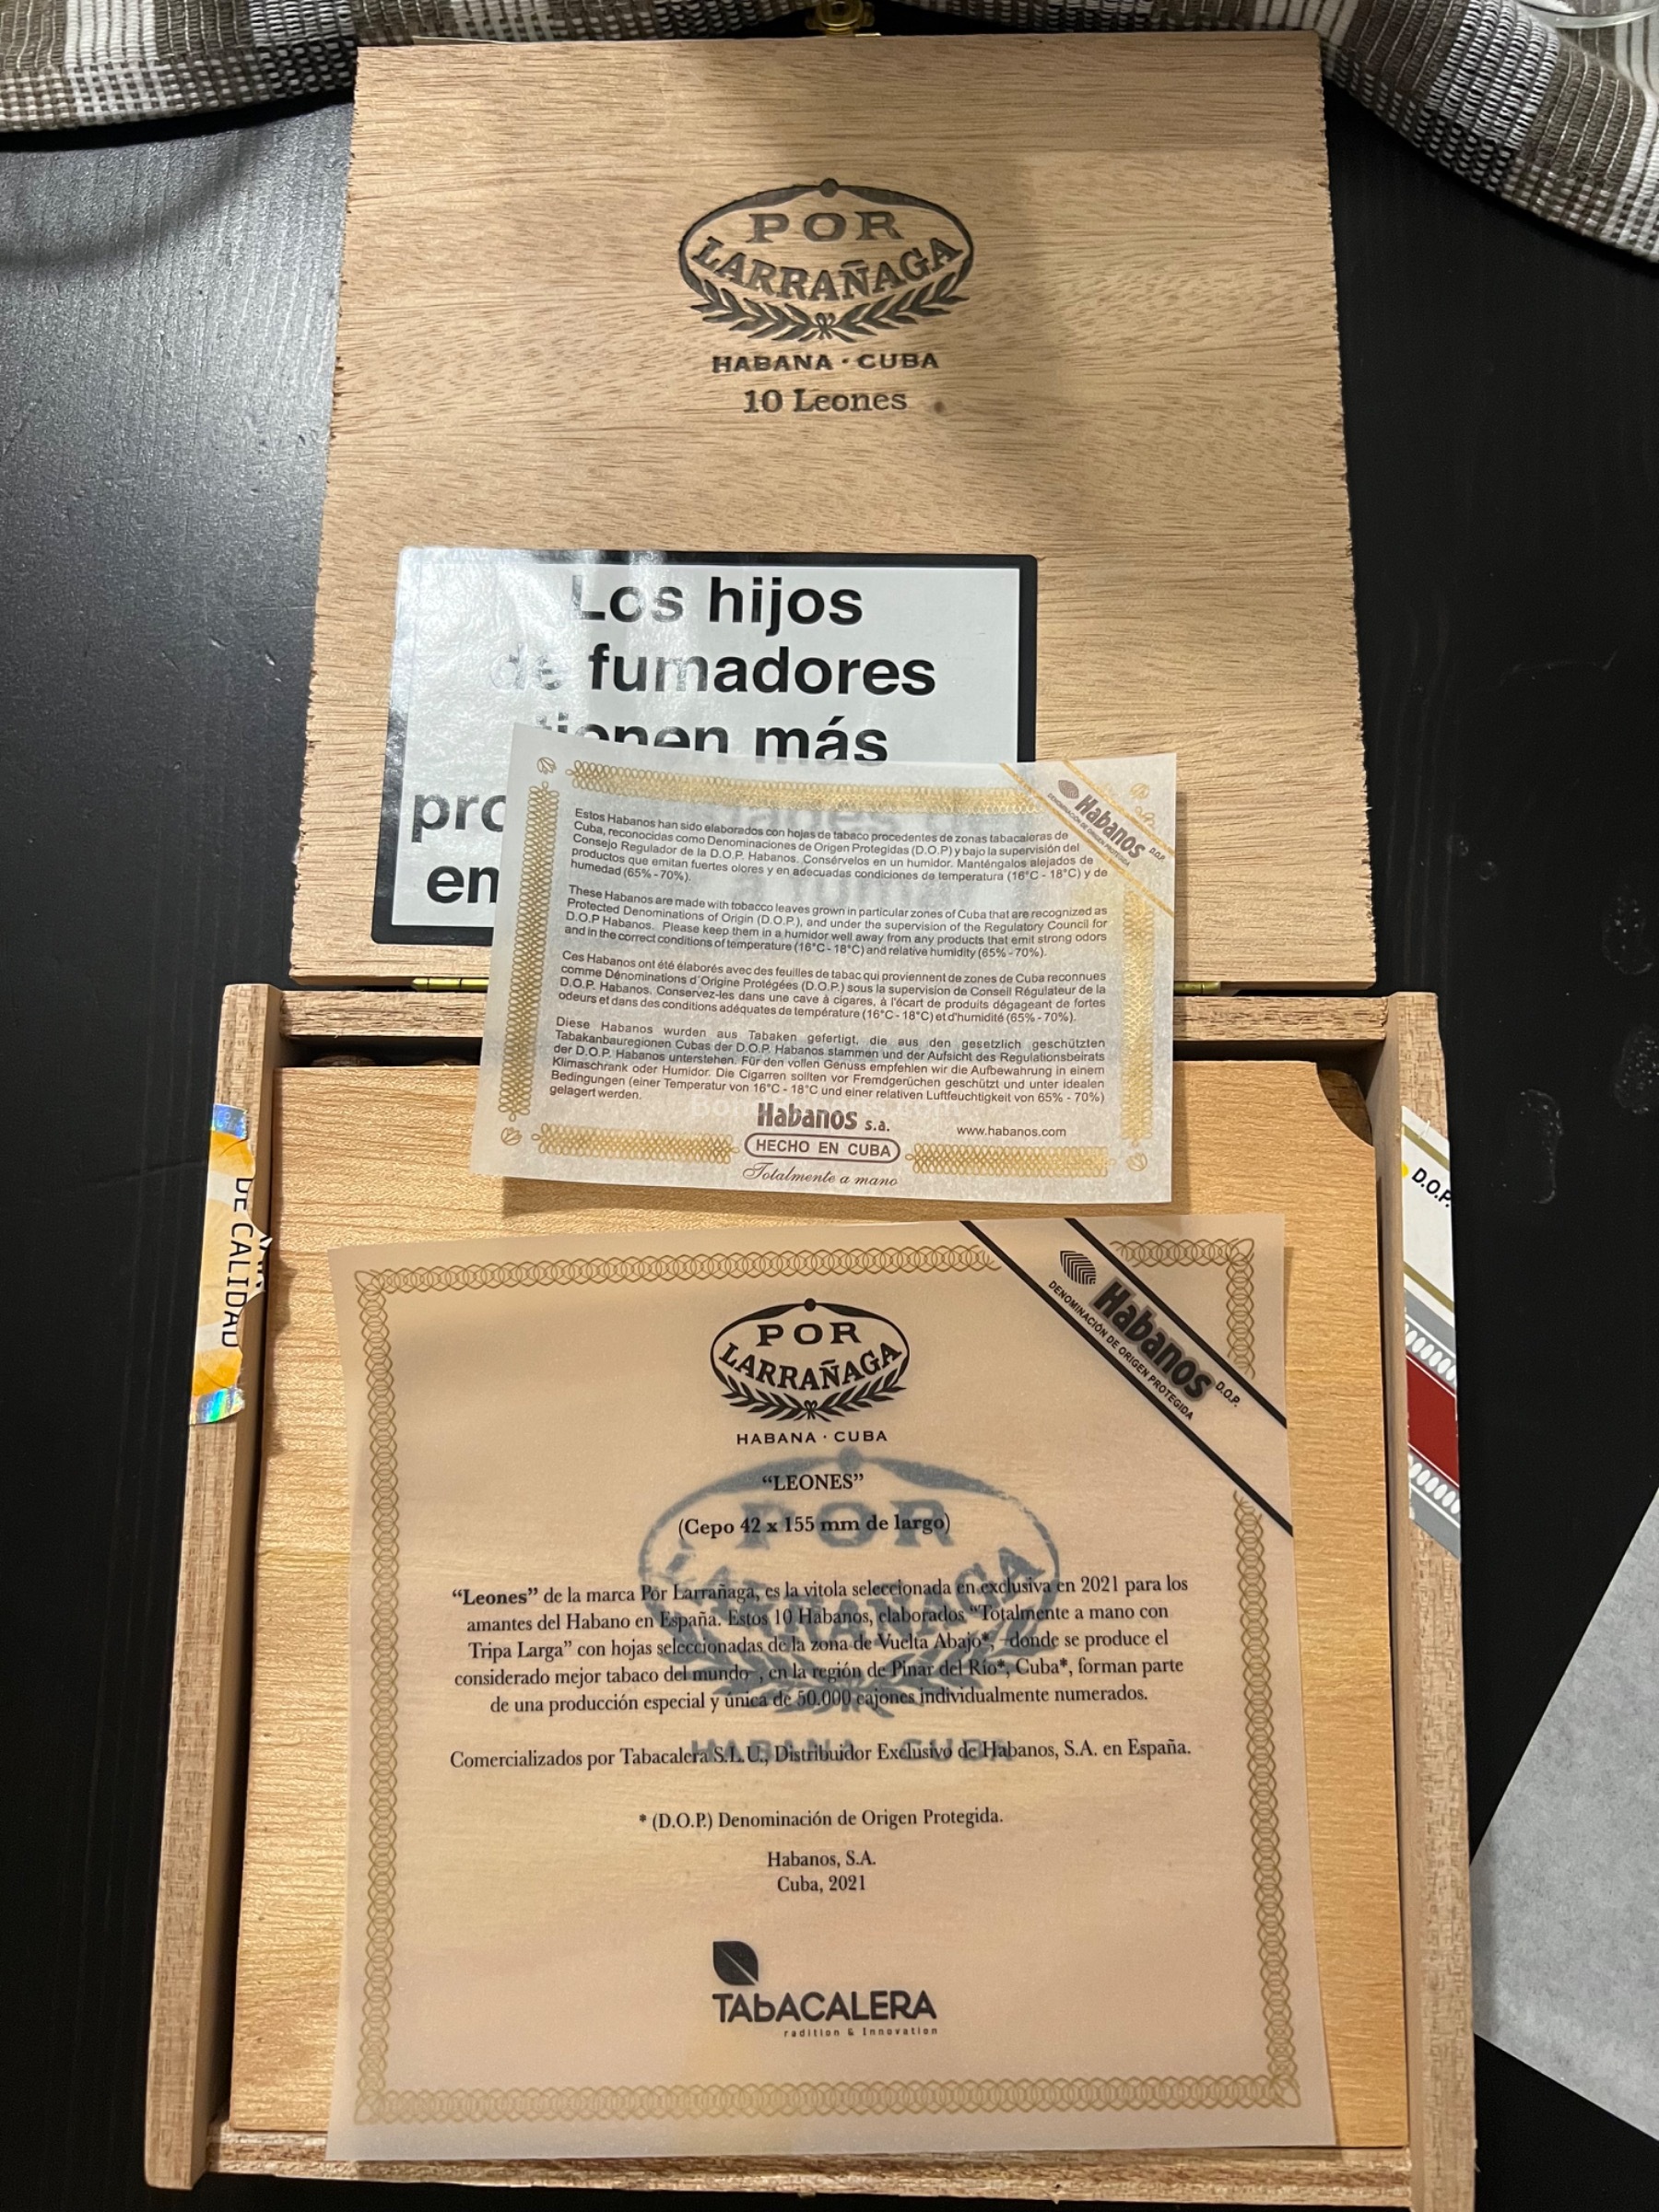 POR
LARRAÑAGA
HABANA · CUBA
10 Leones
Los hijos
de fumadores
tienen más
en
Habanos D.O.P.
DENOMINACIÓN DE ORIGEN PROTEGIDA
Estos Habanos han sido elaborados con hojas de tabaco procedentes de zonas tabacaleras de
Cuba, reconocidas como Denominaciones de Origen Protegidas (D.O.P) y bajo la supervisión del
Consejo Regulador de la D.O.P. Habanos. Consérvelos en un humidor. Manténgalos alejados de
productos que emitan fuertes olores y en adecuadas condiciones de temperatura (16°C - 18°C) y de
humedad (65% - 70%).
These Habanos are made with tobacco leaves grown in particular zones of Cuba that are recognized as
Protected Denominations of Origin (D.O.P.), and under the supervision of the Regulatory Council for
D.O.P Habanos. Please keep them in a humidor well away from any products that emit strong odors
and in the correct conditions of temperature (16°C - 18°C) and relative humidity (65% - 70%).
Ces Habanos ont été élaborés avec des feuilles de tabac qui proviennent de zones de Cuba reconnues
comme Dénominations d'Origine Protégées (D.O.P.) sous la supervision de Conseil Régulateur de la
D.O.P. Habanos. Conservez-les dans une cave à cigares, à l'écart de produits dégageant de fortes
odeurs et dans des conditions adéquates de température (16°C - 18°C) et d'humidité (65% - 70%).
Diese Habanos wurden aus Tabaken gefertigt, die aus den gesetzlich geschützten
Tabakanbauregionen Cubas der D.O.P. Habanos stammen und der Aufsicht des Regulationsbeirats
der D.O.P. Habanos unterstehen. Für den vollen Genuss empfehlen wir die Aufbewahrung in einem
Klimaschrank oder Humidor. Die Cigarren sollten vor Fremdgerüchen geschützt und unter idealen
Bedingungen (einer Temperatur von 16°C - 18°C und einer relativen Luftfeuchtigkeit von 65% - 70%)
gelagert werden.
Habanos s.a.
www.habanos.com
HECHO EN CUBA
Totalmente a mano
DE CALIDAD
D.O.P.
POR
LARRAÑAGA
HABANA · CUBA
Habanos D.O.P.
DENOMINACIÓN DE ORIGEN PROTEGIDA
“LEONES”
(Cepo 42 x 155 mm de largo)
“Leones” de la marca Por Larrañaga, es la vitola seleccionada en exclusiva en 2021 para los
amantes del Habano en España. Estos 10 Habanos, elaborados “Totalmente a mano con
Tripa Larga” con hojas seleccionadas de la zona de Vuelta Abajo*, –donde se produce el
considerado mejor tabaco del mundo–, en la región de Pinar del Río*, Cuba*, forman parte
de una producción especial y única de 50.000 cajones individualmente numerados.
Comercializados por Tabacalera S.L.U., Distribuidor Exclusivo de Habanos, S.A. en España.
* (D.O.P.) Denominación de Origen Protegida.
Habanos, S.A.
Cuba, 2021
TAbACALERA
radition & Innovation
POR
LARRAÑAGA
HABANA · CUBA